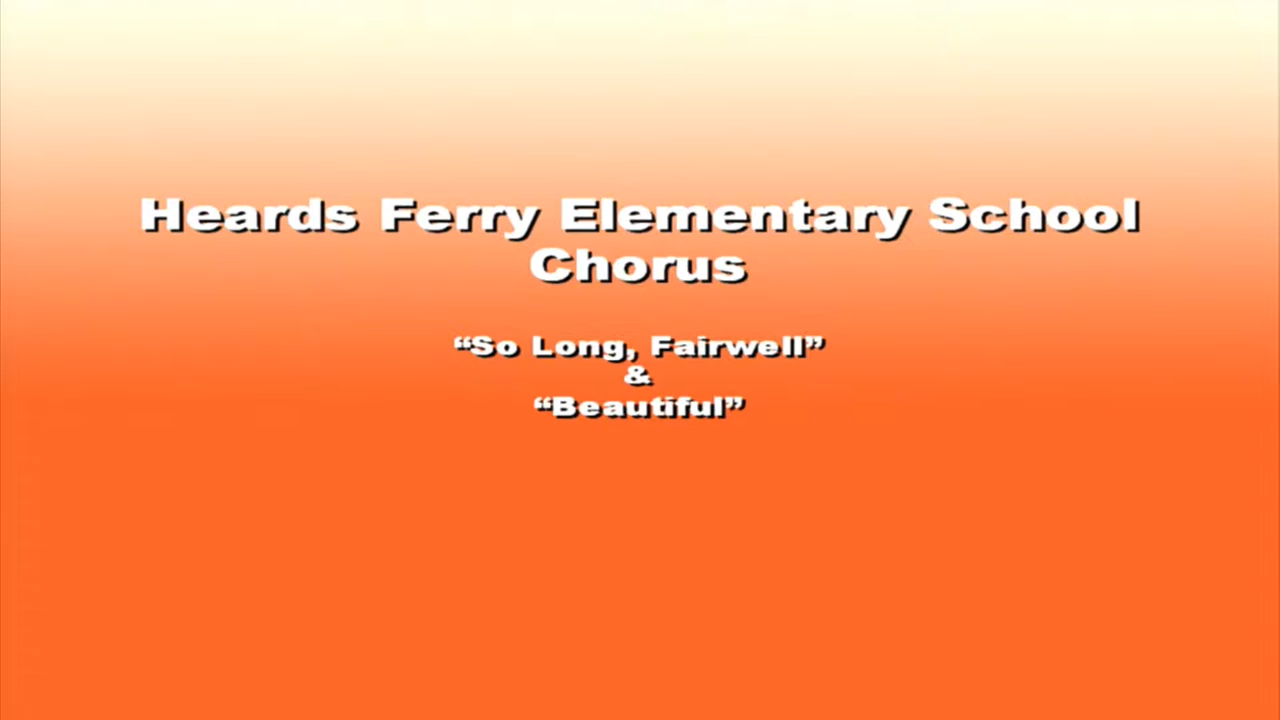 Heards Ferry Elementary School
Chorus
“So Long, Fairwell”
&
“Beautiful”